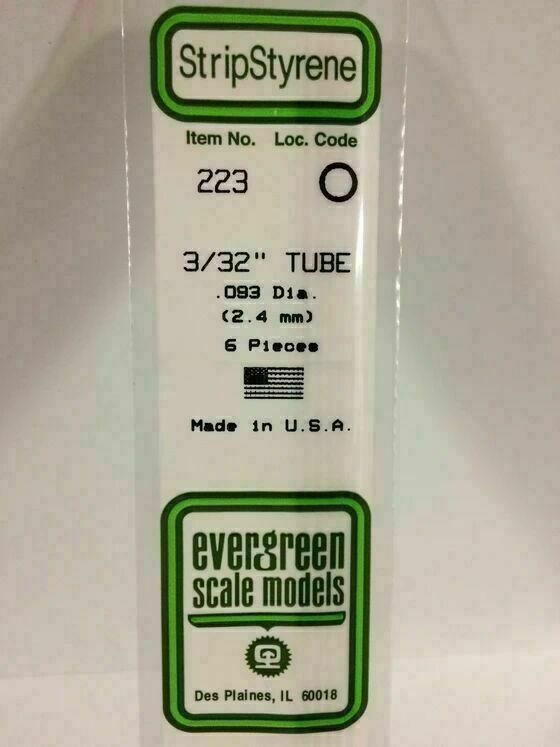 StripStyrene
Item No. Loc. Code
223 O
3/32" TUBE
.093 Dia.
(2.4 mm)
6 Pieces
Made in U.S.A.
evergreen
scale models
Des Plaines, IL 60018